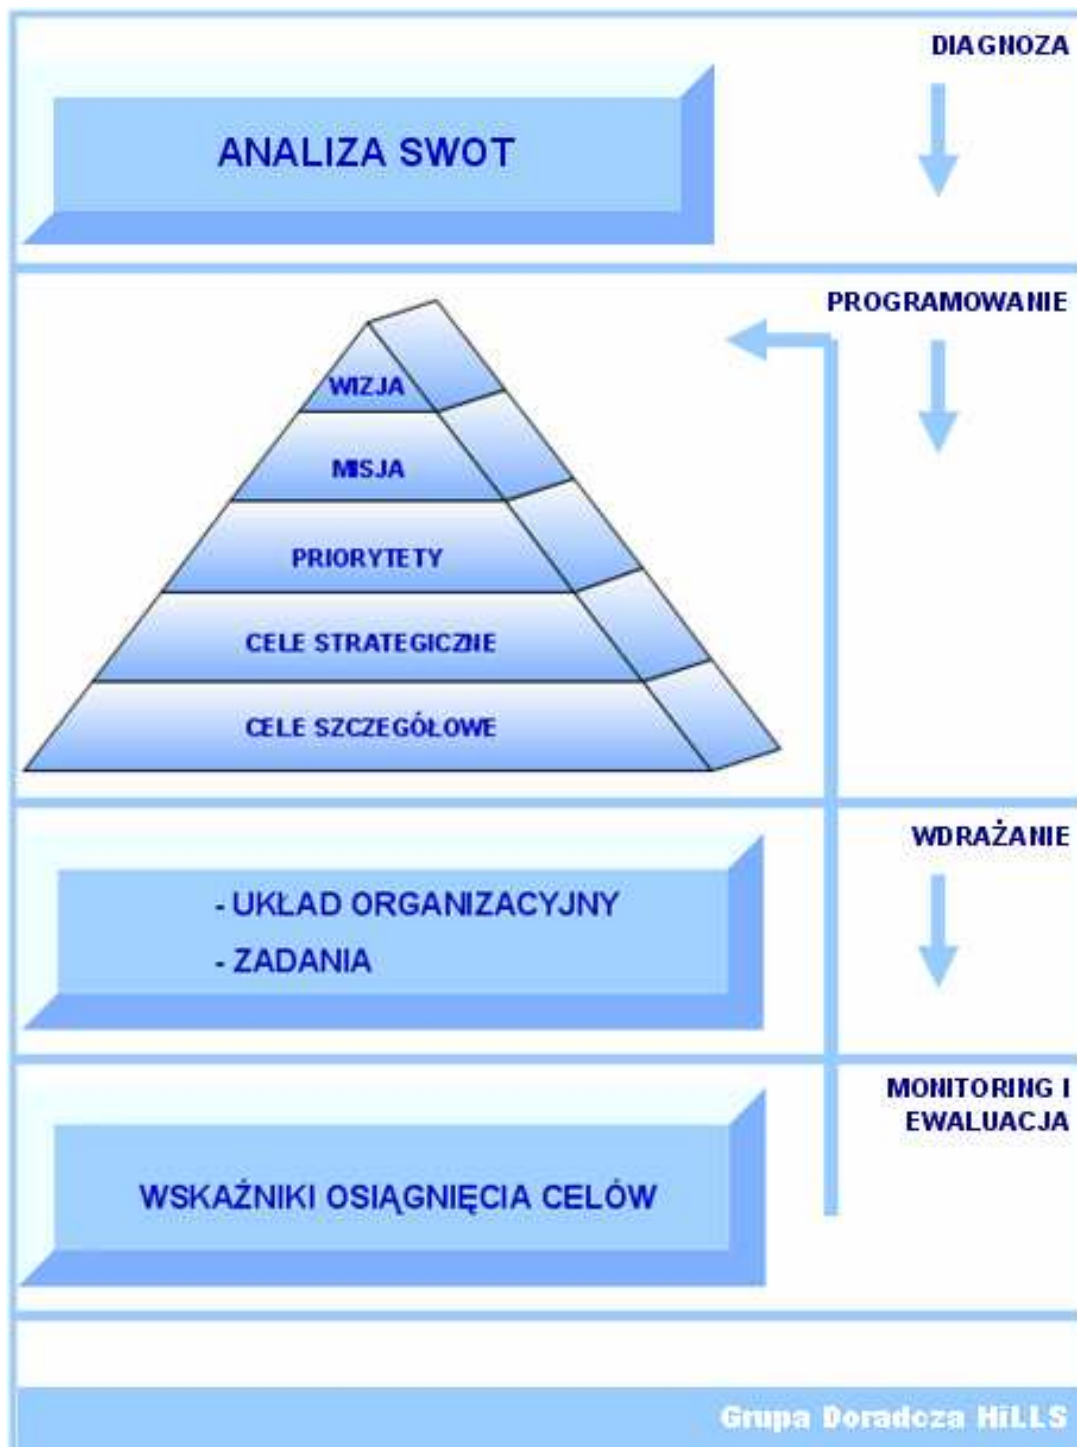 DIAGNOZA
ANALIZA SWOT
PROGRAMOWANIE
WIZJA
MISJA
PRIORYTETY
CELE STRATEGICZNE
CELE SZCZEGÓŁOWE
WDRAŻANIE
- UKŁAD ORGANIZACYJNY
- ZADANIA
MONITORING I
EWALUACJA
WSKAŹNIKI OSIĄGNIĘCIA CELÓW
Grupa Doradcza HiLLS